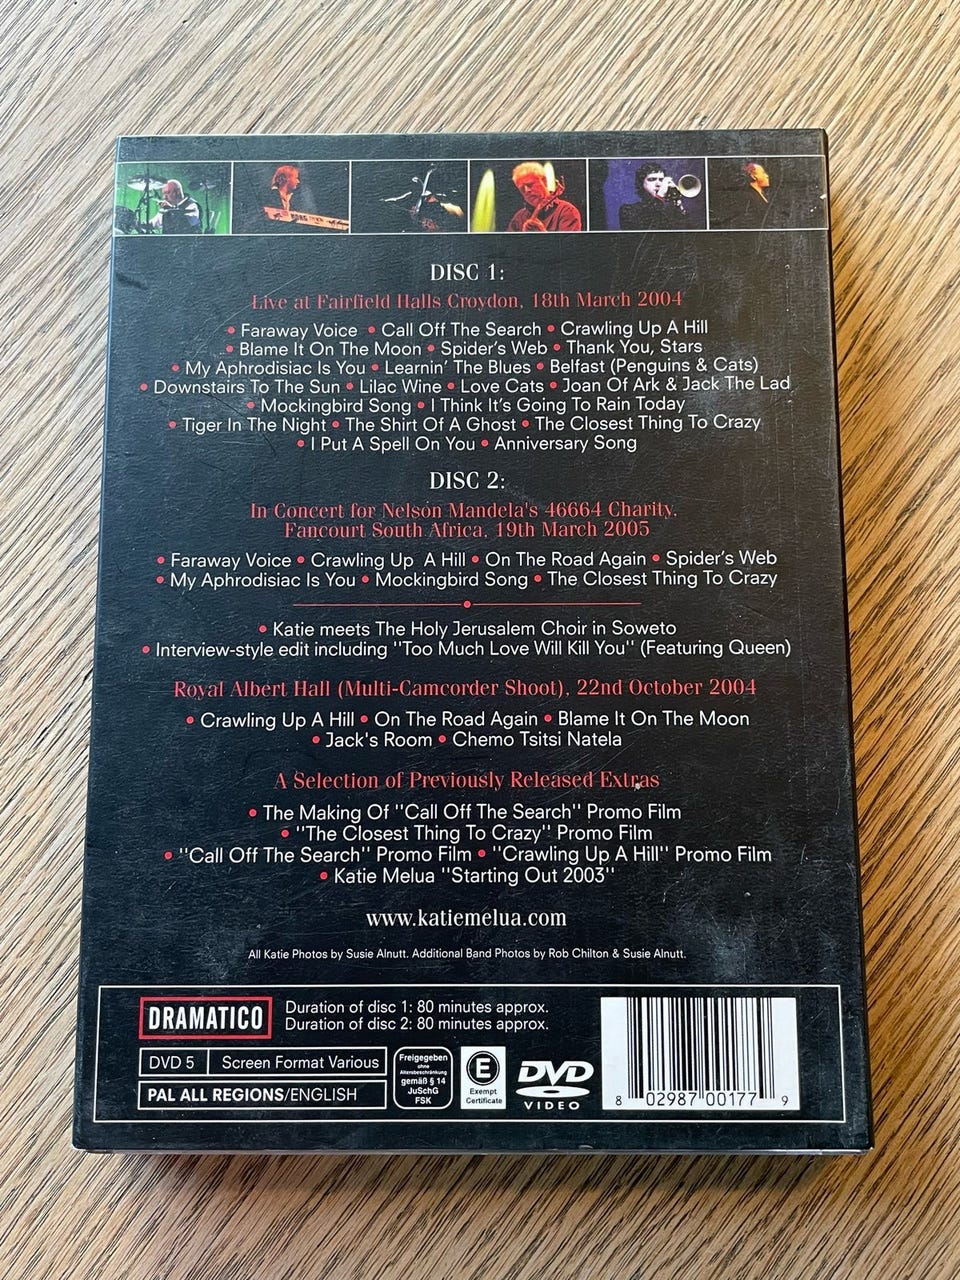 DISC 1:
Live at Fairfield Halls Croydon, 18th March 2004
• Faraway Voice • Call Off The Search • Crawling Up A Hill
• Blame It On The Moon • Spider's Web • Thank You, Stars
• My Aphrodisiac Is You • Learnin' The Blues • Belfast (Penguins & Cats)
• Downstairs To The Sun • Lilac Wine • Love Cats • Joan Of Ark & Jack The Lad
• Mockingbird Song • I Think It's Going To Rain Today
• Tiger In The Night • The Shirt Of A Ghost • The Closest Thing To Crazy
• I Put A Spell On You • Anniversary Song
DISC 2:
In Concert for Nelson Mandela's 46664 Charity,
Fancourt South Africa, 19th March 2005
• Faraway Voice • Crawling Up A Hill • On The Road Again • Spider's Web
• My Aphrodisiac Is You • Mockingbird Song • The Closest Thing To Crazy
• Katie meets The Holy Jerusalem Choir in Soweto
• Interview-style edit including "Too Much Love Will Kill You" (Featuring Queen)
Royal Albert Hall (Multi-Camcorder Shoot), 22nd October 2004
• Crawling Up A Hill • On The Road Again • Blame It On The Moon
• Jack's Room • Chemo Tsitsi Natela
A Selection of Previously Released Extras
• The Making Of "Call Off The Search" Promo Film
• "The Closest Thing To Crazy" Promo Film
• "Call Off The Search" Promo Film • "Crawling Up A Hill" Promo Film
• Katie Melua "Starting Out 2003"
www.katiemelua.com
All Katie Photos by Susie Alnutt. Additional Band Photos by Rob Chilton & Susie Alnutt.
DRAMATICO
Duration of disc 1: 80 minutes approx.
Duration of disc 2: 80 minutes approx.
DVD 5 Screen Format Various
PAL ALL REGIONS/ENGLISH
Freigegeben
ohne
Altersbeschränkung
gemäß § 14
JuSchG
FSK
E
Exempt
Certificate
DVD
VIDEO
8 02987 00177 9
KORG